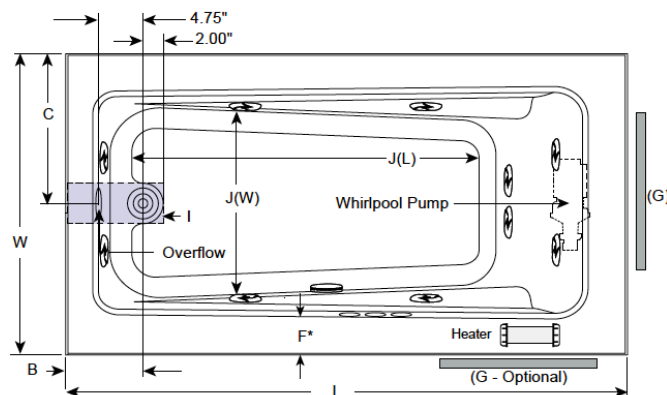 4.75"
2.00"
C
J(L)
(G)
J(W)
Whirlpool Pump
I
W
Overflow
F*
Heater
B
(G - Optional)
L